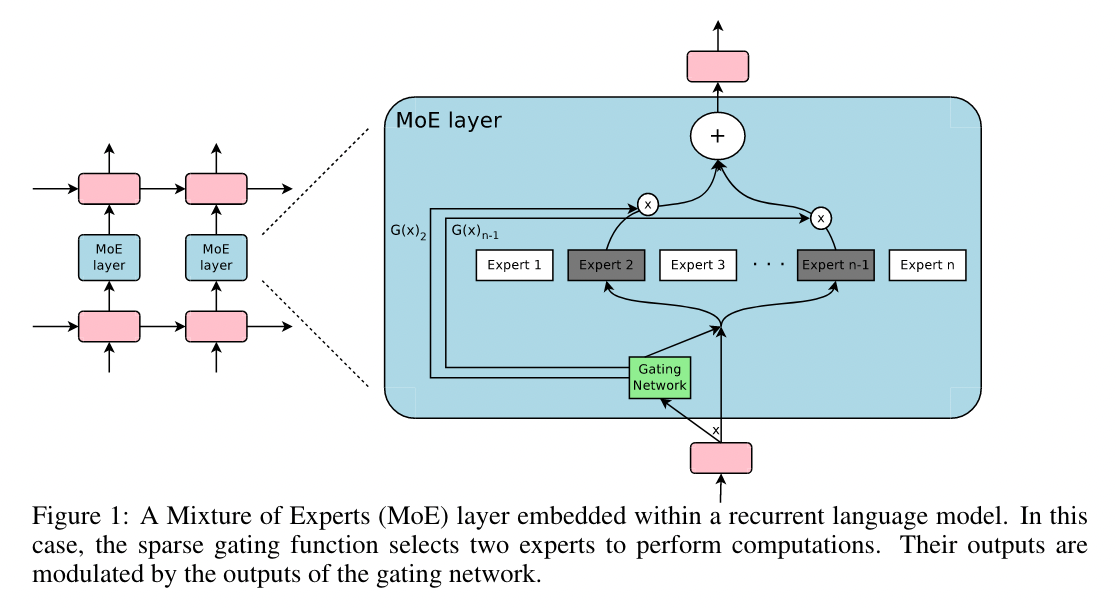 MoE layer
+
x
x
G(x)2
G(x)n-1
MoE
layer
MoE
layer
Expert 1
Expert 2
Expert 3
. . .
Expert n-1
Expert n
Gating
Network
x
Figure 1: A Mixture of Experts (MoE) layer embedded within a recurrent language model. In this
case, the sparse gating function selects two experts to perform computations. Their outputs are
modulated by the outputs of the gating network.